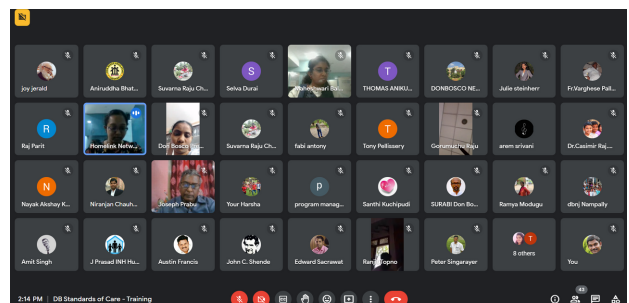 joy jerald
Aniruddha Bhat...
Suvarna Raju Ch...
S
Selva Durai
T
THOMAS ANIKU...
DONBOSCO NE...
Julie steinherr
Fr.Varghese Pall...
R
Raj Parit
Homelink Netw...
Don Bosco
Suvarna Raju Ch...
fabi antony
T
Tony Pellissery
Gorumuchu Raju
arem srivani
Dr.Casimir Raj....
N
Nayak Akshay K...
Niranjan Chauh...
Joseph Prabu
Your Harsha
p
program manag...
Santhi Kuchipudi
SURABI Don Bo...
Ramya Modugu
dbnj Nampally
Amit Singh
J Prasad INH Hu...
Austin Francis
John C. Shende
Edward Sacrawat
Topno
Peter Singarayer
T
8 others
You
2:14 PM | DB Standards of Care - Training
43